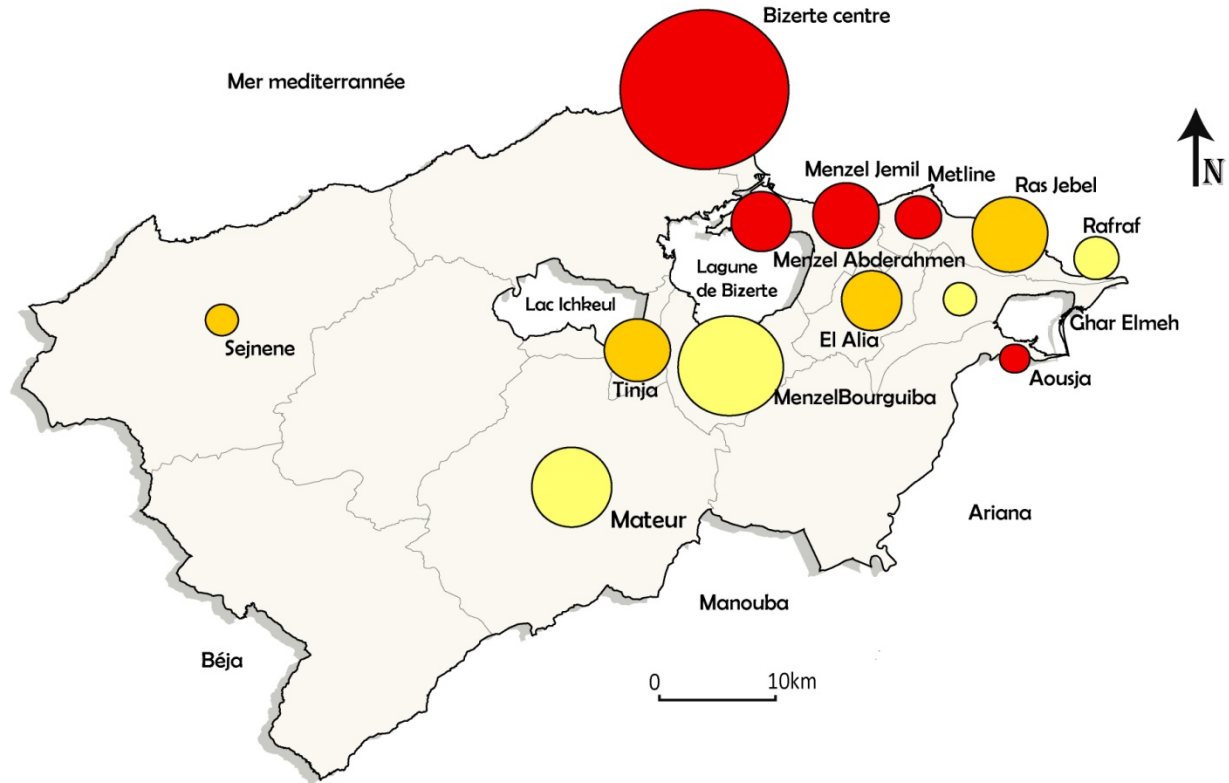 Bizerte centre
Mer mediterrannée
N
Menzel Jemil
Metline
Ras Jebel
Rafraf
Menzel Abderahmen
Lagune
de Bizerte
Lac Ichkeul
Ghar Elmeh
El Alia
Sejnene
Tinja
Aousja
MenzelBourguiba
Mateur
Ariana
Manouba
Béja
0 10km